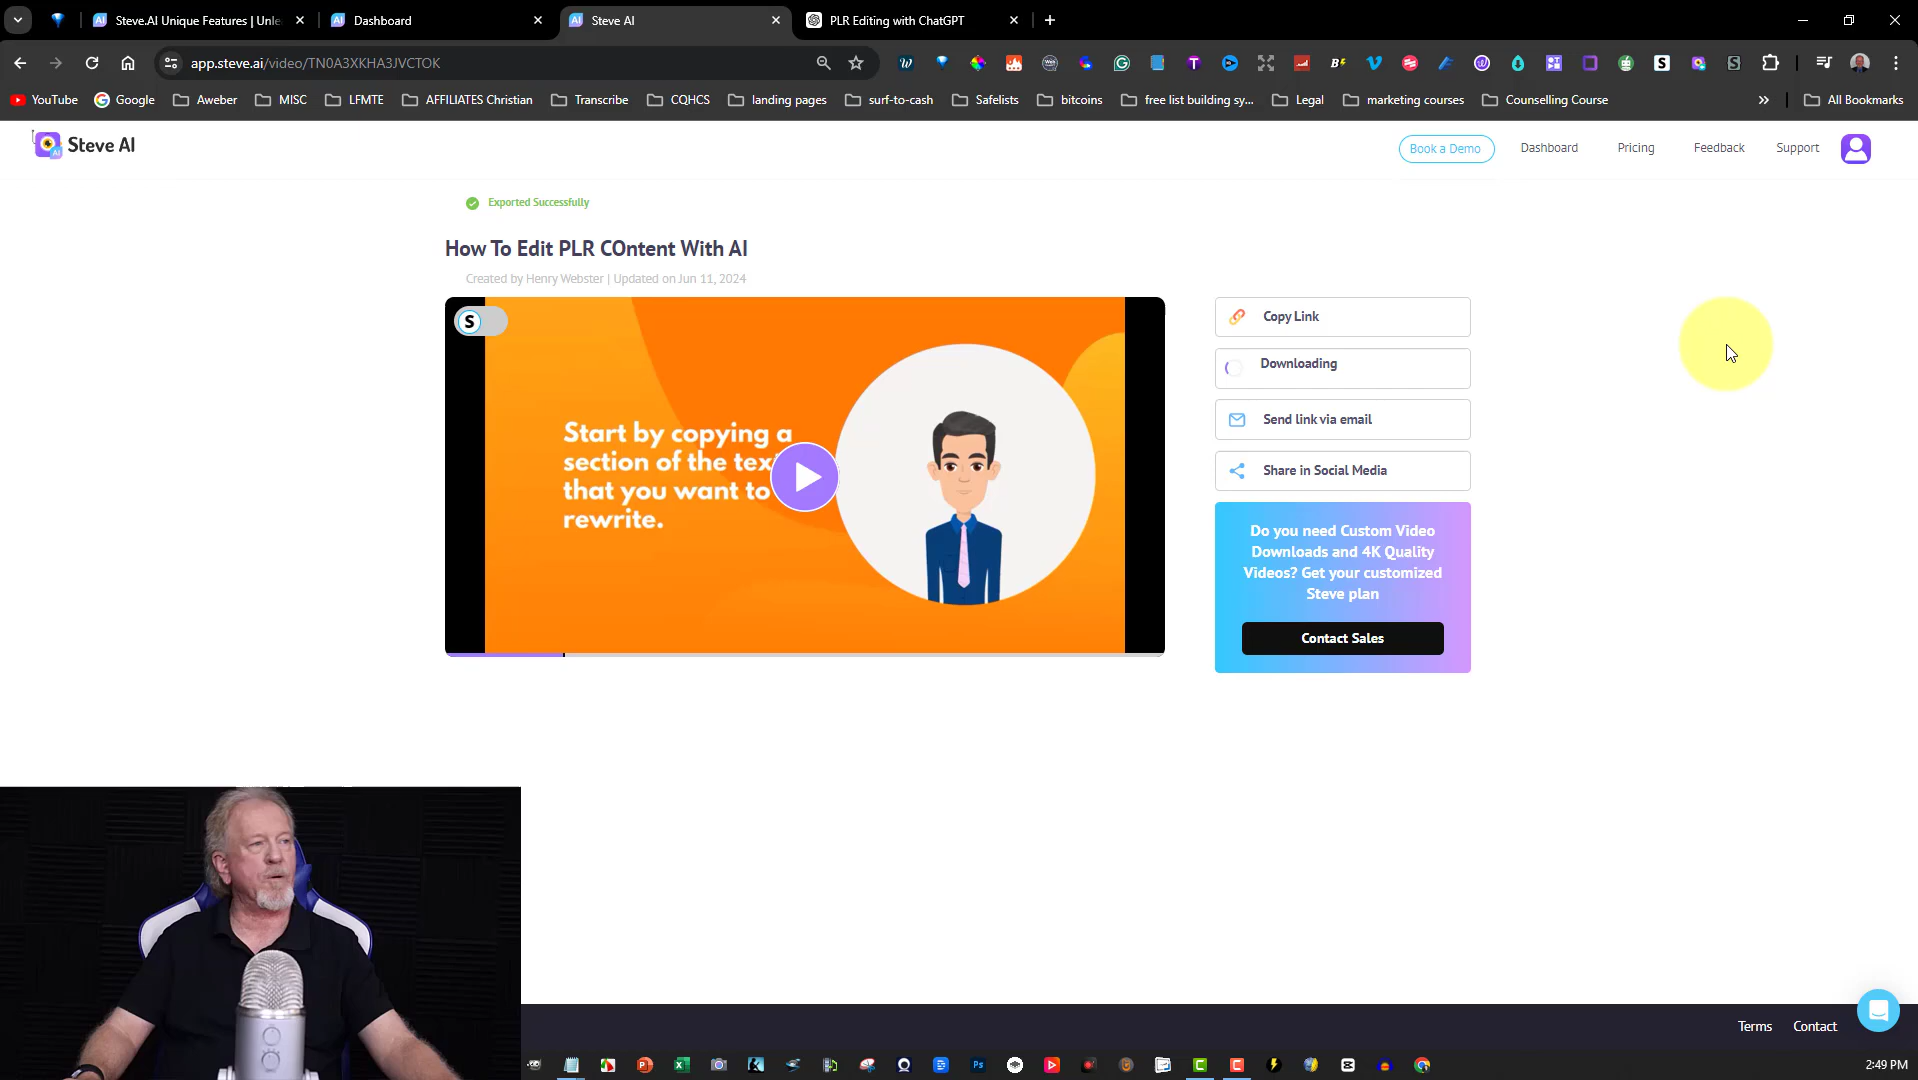 Steve.AI Unique Features | Unle
Dashboard
Steve AI
PLR Editing with ChatGPT
app.steve.ai/video/TN0A3XKHA3JVCTOK
YouTube
Google
Aweber
MISC
LFMTE
AFFILIATES Christian
Transcribe
CQHCS
landing pages
surf-to-cash
Safelists
bitcoins
free list building sy...
Legal
marketing courses
Counselling Course
All Bookmarks
Steve AI
Book a Demo
Dashboard
Pricing
Feedback
Support
Exported Successfully
How To Edit PLR COntent With AI
Created by Henry Webster | Updated on Jun 11, 2024
S
Start by copying a
section of the text
that you want to
rewrite.
Copy Link
Downloading
Send link via email
Share in Social Media
Do you need Custom Video
Downloads and 4K Quality
Videos? Get your customized
Steve plan
Contact Sales
Terms
Contact
2:49 PM